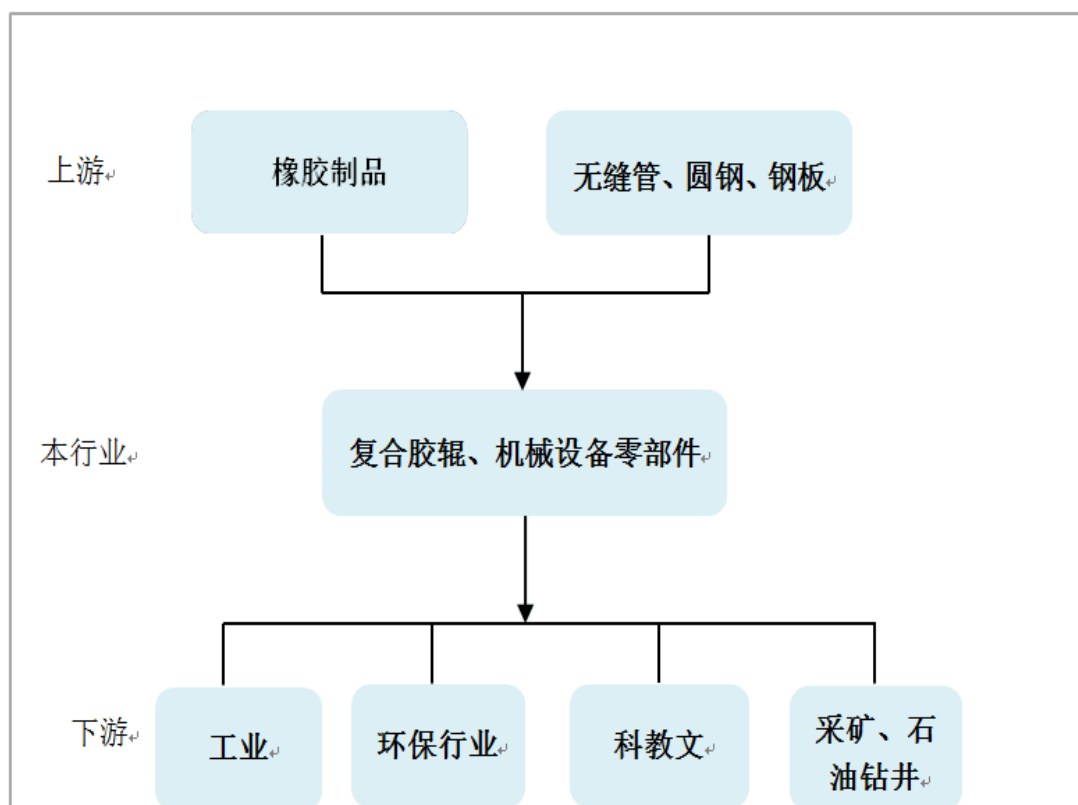 上游
橡胶制品
无缝管、圆钢、钢板
本行业
复合胶辊、机械设备零部件
下游
工业
环保行业
科教文
采矿、石
油钻井